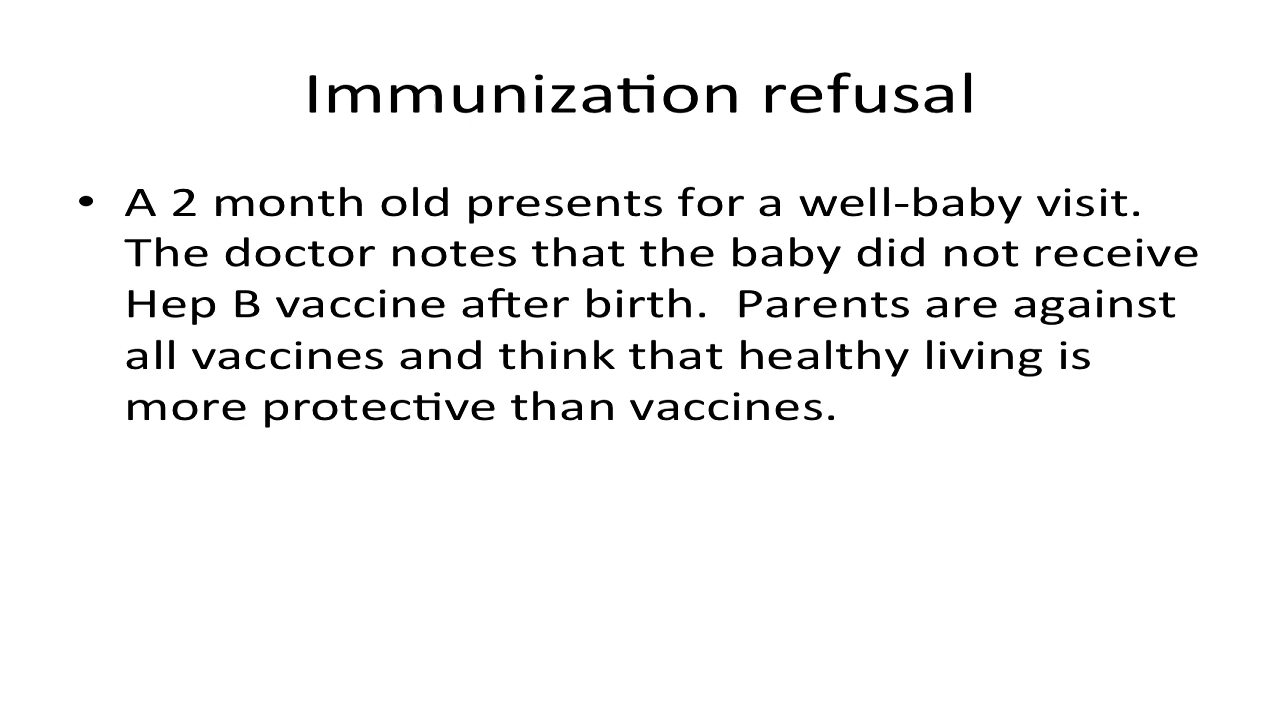 Immunization refusal
• A 2 month old presents for a well-baby visit.
The doctor notes that the baby did not receive
Hep B vaccine after birth.  Parents are against
all vaccines and think that healthy living is
more protective than vaccines.